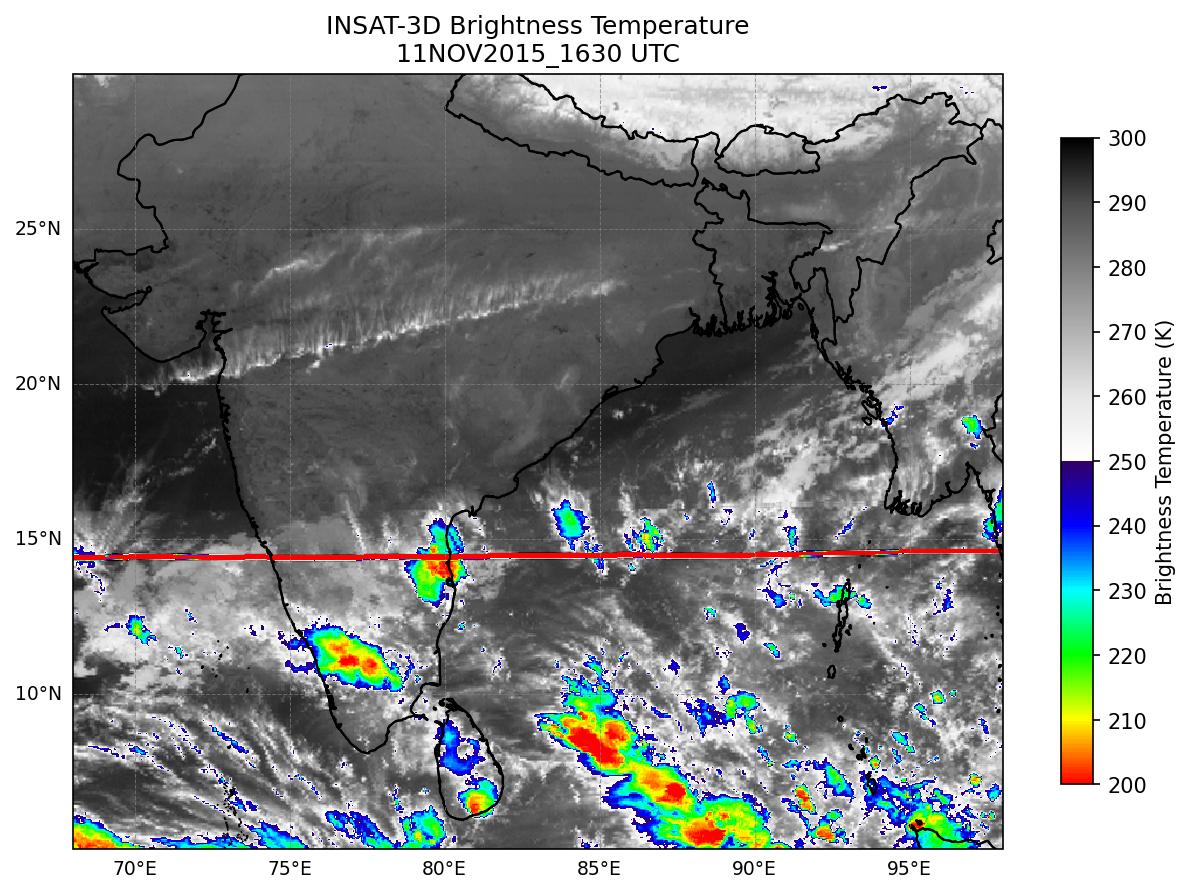 INSAT-3D Brightness Temperature
11NOV2015_1630 UTC
25°N
20°N
15°N
10°N
70°E
75°E
80°E
85°E
90°E
95°E
300
290
280
270
260
250
240
230
220
210
200
Brightness Temperature (K)